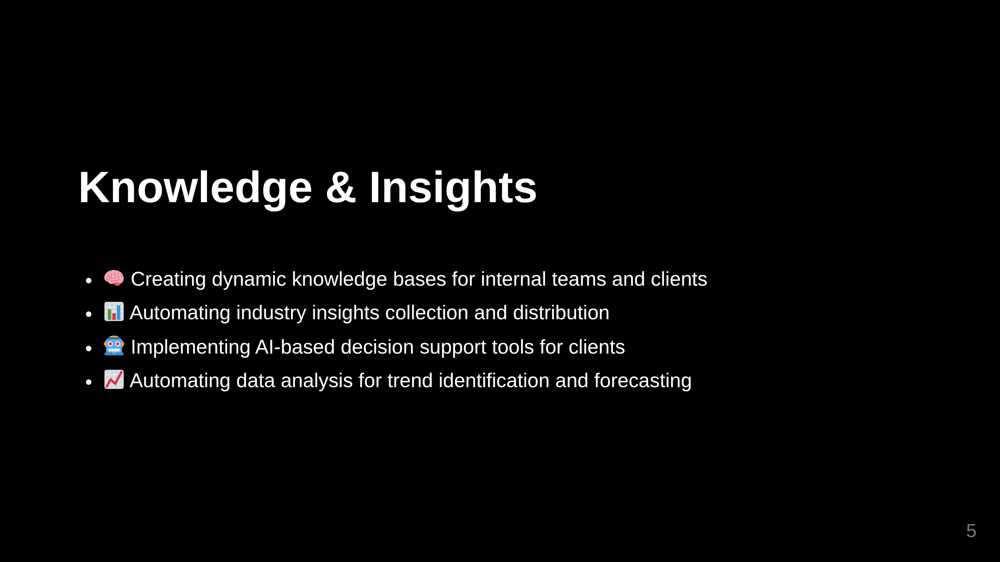 Knowledge & Insights
• 🧠 Creating dynamic knowledge bases for internal teams and clients
• 📊 Automating industry insights collection and distribution
• 🤖 Implementing AI-based decision support tools for clients
• 📈 Automating data analysis for trend identification and forecasting
5